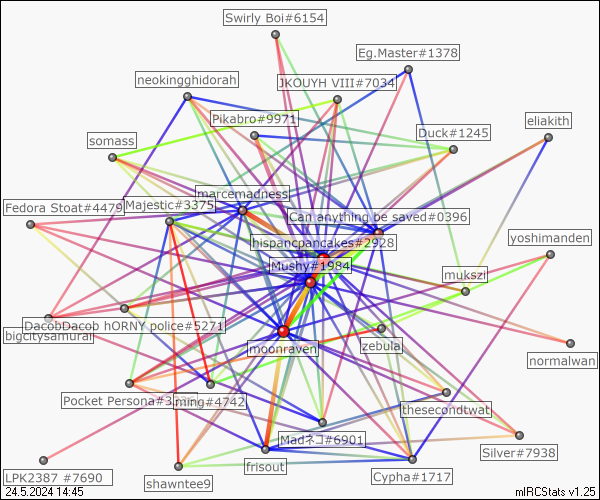 Swirly Boi#6154
Eg.Master#1378
neokingghidorah
JKOUYH VIII#7034
Pikabro#9971
eliakith
somass
Duck#1245
marcemadness
Fedora Stoat#4479
Majestic#3375
Can anything be saved#0396
hispancpancakes#2928
yoshimanden
Mushy#1984
mukszi
DacobDacob hORNY police#5271
bigcitysamurai
zebula
moonraven
normalwan
Pocket Persona#3
ming#4742
thesecondtwat
Madネコ#6901
Silver#7938
frisout
LPK2387 #7690
shawntee9
Cypha#1717
24.5.2024 14:45
mIRCStats v1.25